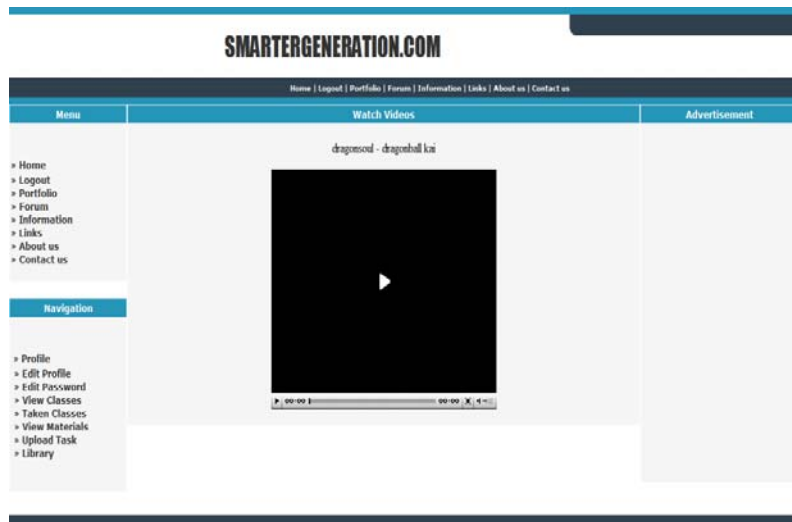 SMARTERGENERATION.COM
Home | Logout | Portfolio | Forum | Information | Links | About us | Contact us
Menu
» Home
» Logout
» Portfolio
» Forum
» Information
» Links
» About us
» Contact us
Navigation
» Profile
» Edit Profile
» Edit Password
» View Classes
» Taken Classes
» View Materials
» Upload Task
» Library
Watch Videos
dragonsoul - dragonball kai
00:00 00:00
Advertisement